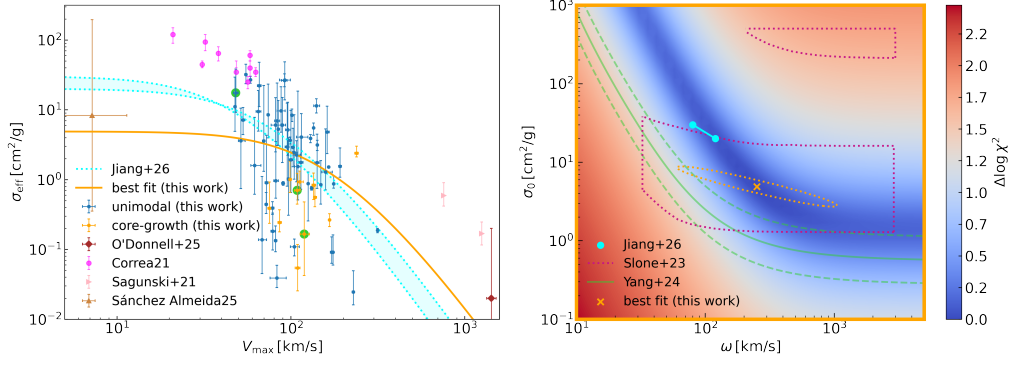 10²
10¹
10⁰
10⁻¹
10⁻²
σ_eff [cm²/g]
Jiang+26
best fit (this work)
unimodal (this work)
core-growth (this work)
O'Donnell+25
Correa21
Sagunski+21
Sánchez Almeida25
10¹
10²
10³
V_max [km/s]
10³
10²
10¹
10⁰
10⁻¹
σ₀ [cm²/g]
Jiang+26
Slone+23
Yang+24
best fit (this work)
10¹
10²
10³
ω [km/s]
2.2
2.0
1.7
1.5
1.2
1.0
0.7
0.5
0.2
0.0
Δlog χ²